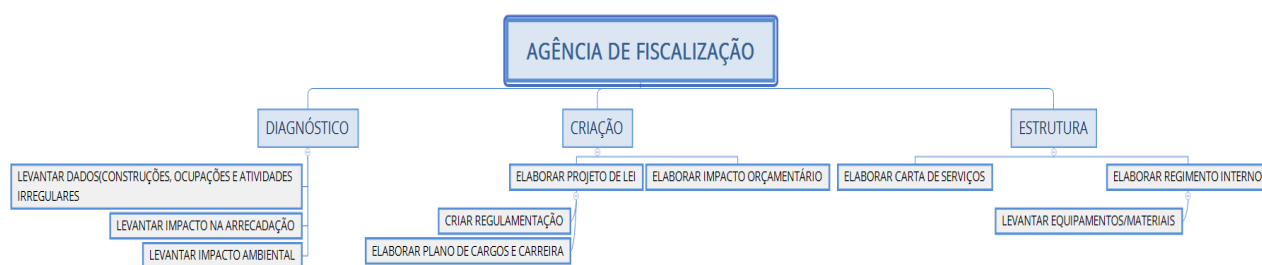 AGÊNCIA DE FISCALIZAÇÃO
DIAGNÓSTICO
CRIAÇÃO
ESTRUTURA
LEVANTAR DADOS(CONSTRUÇÕES, OCUPAÇÕES E ATIVIDADES
IRREGULARES
LEVANTAR IMPACTO NA ARRECADAÇÃO
LEVANTAR IMPACTO AMBIENTAL
ELABORAR PROJETO DE LEI
ELABORAR IMPACTO ORÇAMENTÁRIO
CRIAR REGULAMENTAÇÃO
ELABORAR PLANO DE CARGOS E CARREIRA
ELABORAR CARTA DE SERVIÇOS
ELABORAR REGIMENTO INTERNO
LEVANTAR EQUIPAMENTOS/MATERIAIS